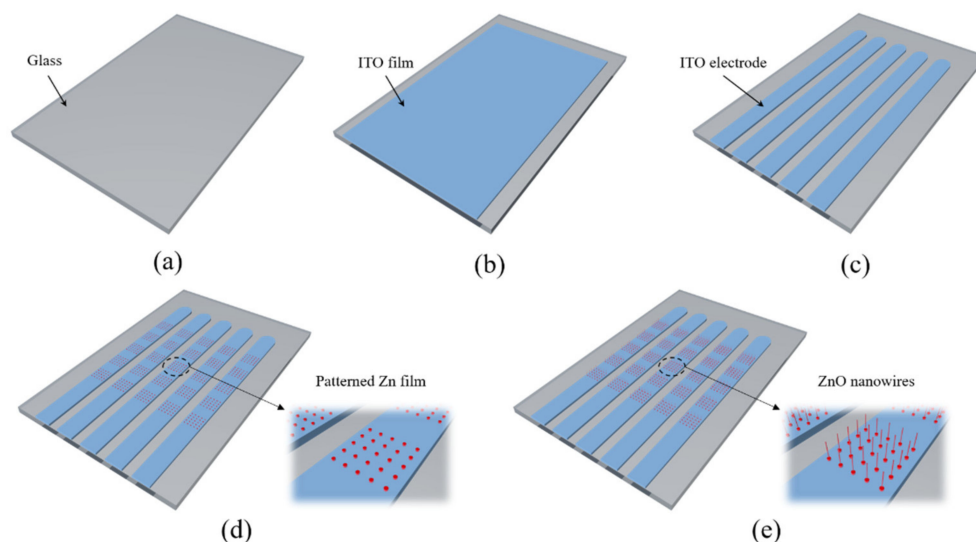 Glass
ITO film
ITO electrode
(a)
(b)
(c)
Patterned Zn film
ZnO nanowires
(d)
(e)